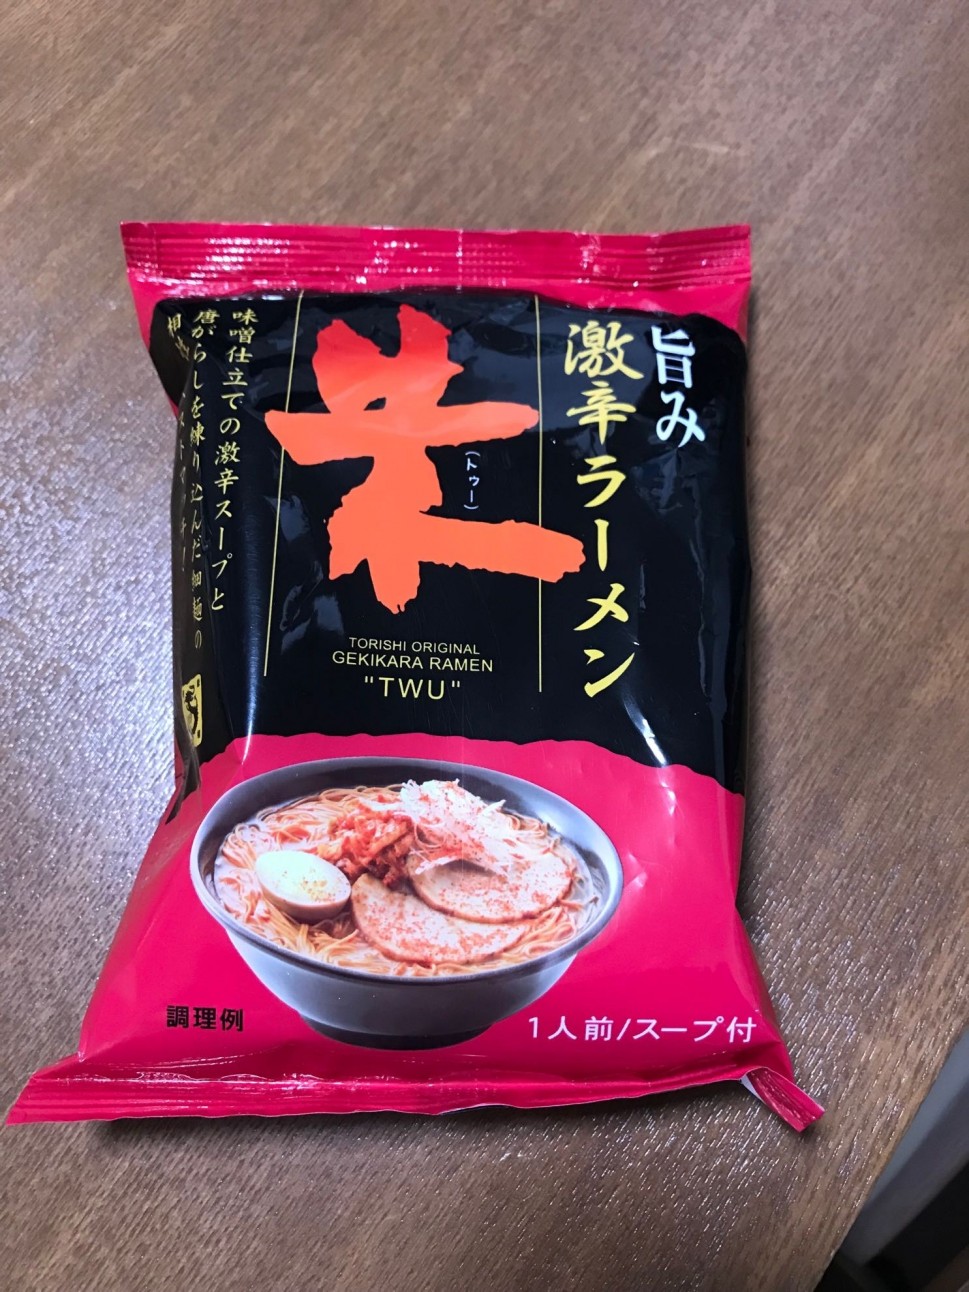 旨み
激辛ラーメン
(トゥー)
味噌仕立ての激辛スープと
唐がらしを練り込んだ細麺の
TORISHI ORIGINAL
GEKIKARA RAMEN
"TWU"
調理例
1人前/スープ付